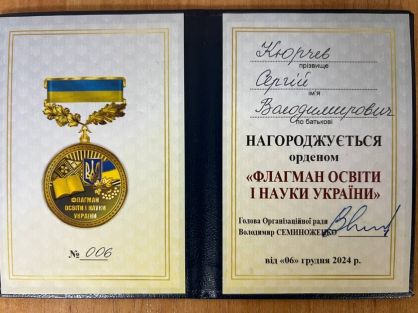 ФЛАГМАН
ОСВІТИ І НАУКИ
УКРАЇНИ
№ 006
Кюрчев
прізвище
Сергій
ім'я
Володимирович
по батькові
НАГОРОДЖУЄТЬСЯ
орденом
«ФЛАГМАН ОСВІТИ
І НАУКИ УКРАЇНИ»
Голова Організаційної ради
Володимир СЕМИНОЖЕНКО
від «06» грудня 2024 р.